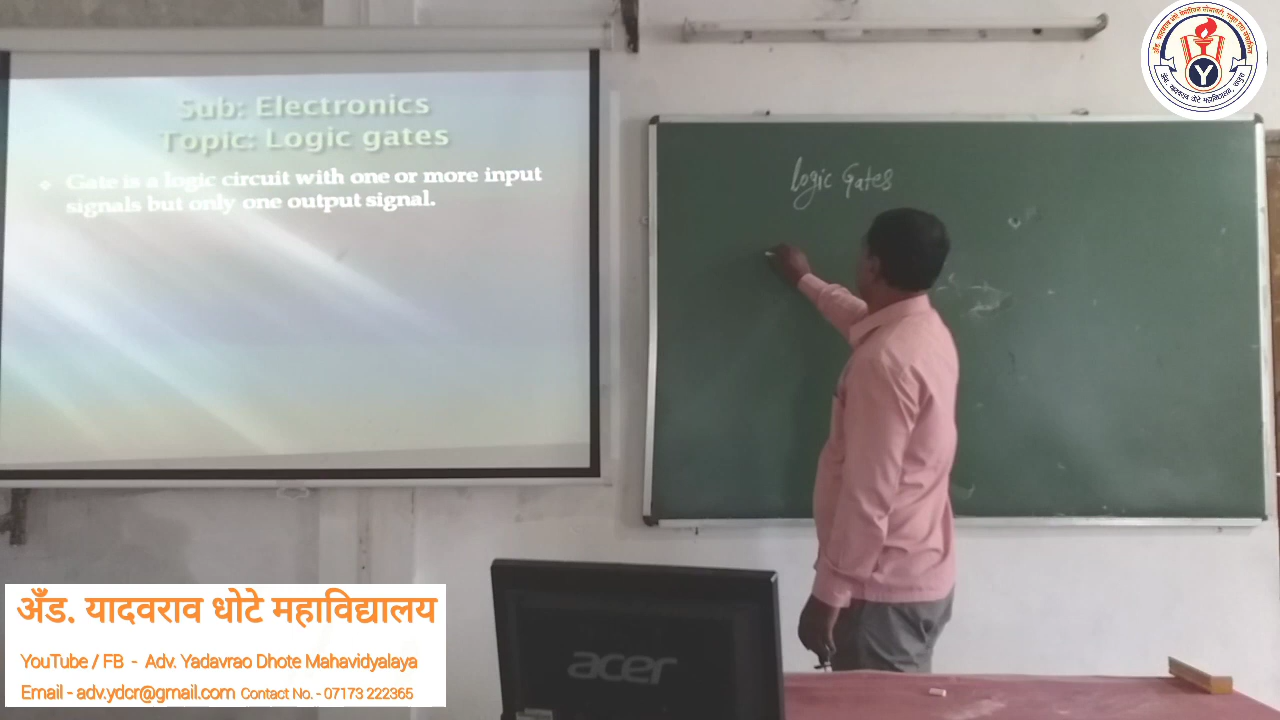 Sub: Electronics
Topic: Logic gates
Gate is a logic circuit with one or more input
signals but only one output signal.
Logic Gates
Y
acer
अँड. यादवराव धोटे महाविद्यालय
YouTube / FB - Adv. Yadavrao Dhote Mahavidyalaya
Email - adv.ydcr@gmail.com Contact No. - 07173 222365